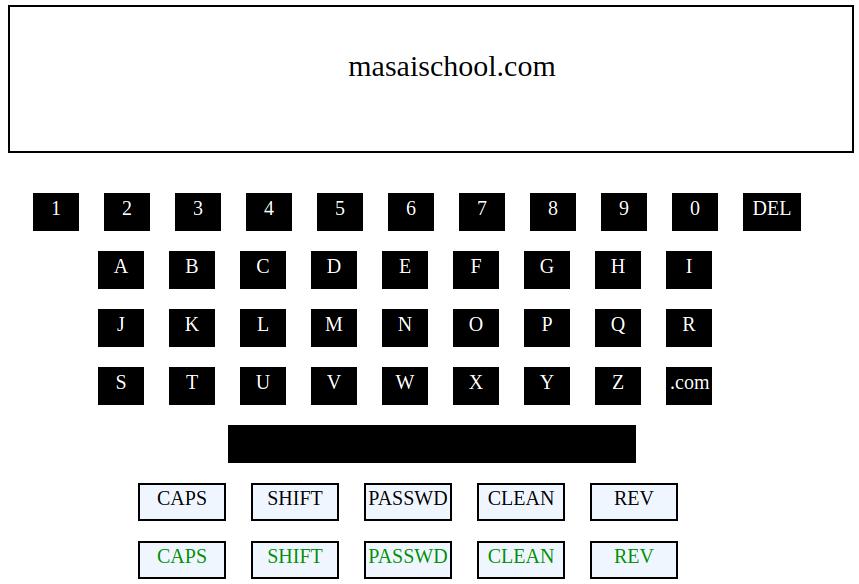 masaischool.com
1 2 3 4 5 6 7 8 9 0 DEL
A B C D E F G H I
J K L M N O P Q R
S T U V W X Y Z .com
CAPS SHIFT PASSWD CLEAN REV
CAPS SHIFT PASSWD CLEAN REV